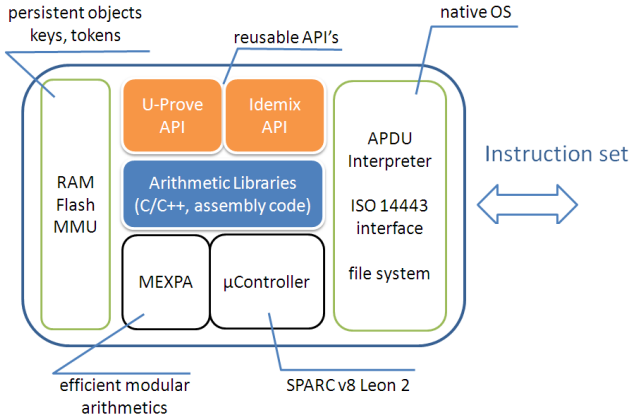 persistent objects
keys, tokens
reusable API's
native OS
U-Prove
API
Idemix
API
APDU
Interpreter
ISO 14443
interface
file system
Instruction set
RAM
Flash
MMU
Arithmetic Libraries
(C/C++, assembly code)
MEXPA
µController
efficient modular
arithmetics
SPARC v8 Leon 2